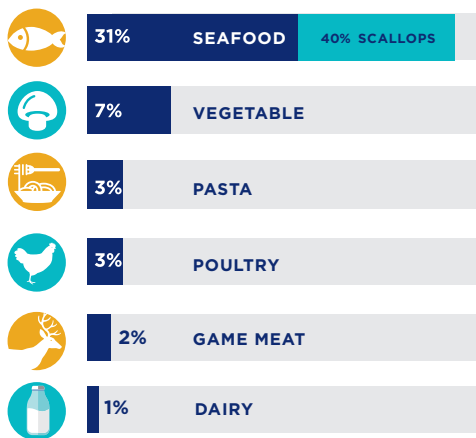 31% SEAFOOD 40% SCALLOPS
7% VEGETABLE
3% PASTA
3% POULTRY
2% GAME MEAT
1% DAIRY